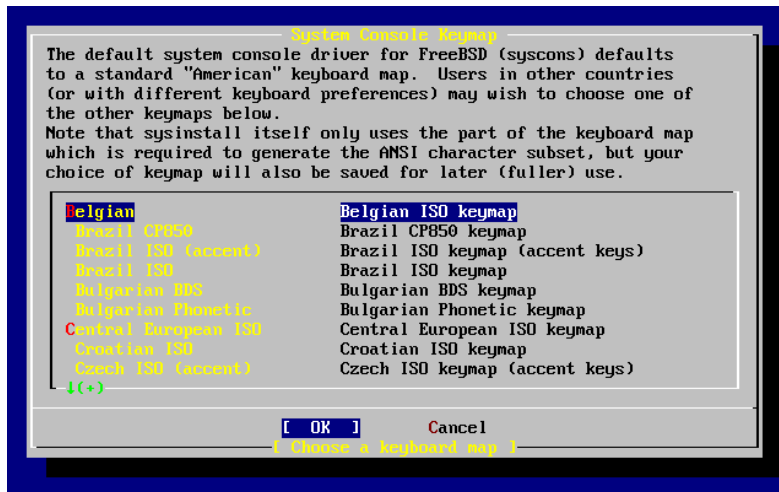 System Console Keymap
The default system console driver for FreeBSD (syscons) defaults
to a standard "American" keyboard map.  Users in other countries
(or with different keyboard preferences) may wish to choose one of
the other keymaps below.
Note that sysinstall itself only uses the part of the keyboard map
which is required to generate the ANSI character subset, but your
choice of keymap will also be saved for later (fuller) use.
Belgian Belgian ISO keymap
Brazil CP850 Brazil CP850 keymap
Brazil ISO (accent) Brazil ISO keymap (accent keys)
Brazil ISO Brazil ISO keymap
Bulgarian BDS Bulgarian BDS keymap
Bulgarian Phonetic Bulgarian Phonetic keymap
Central European ISO Central European ISO keymap
Croatian ISO Croatian ISO keymap
Czech ISO (accent) Czech ISO keymap (accent keys)
↓(+)
[ OK ] Cancel
[ Choose a keyboard map ]